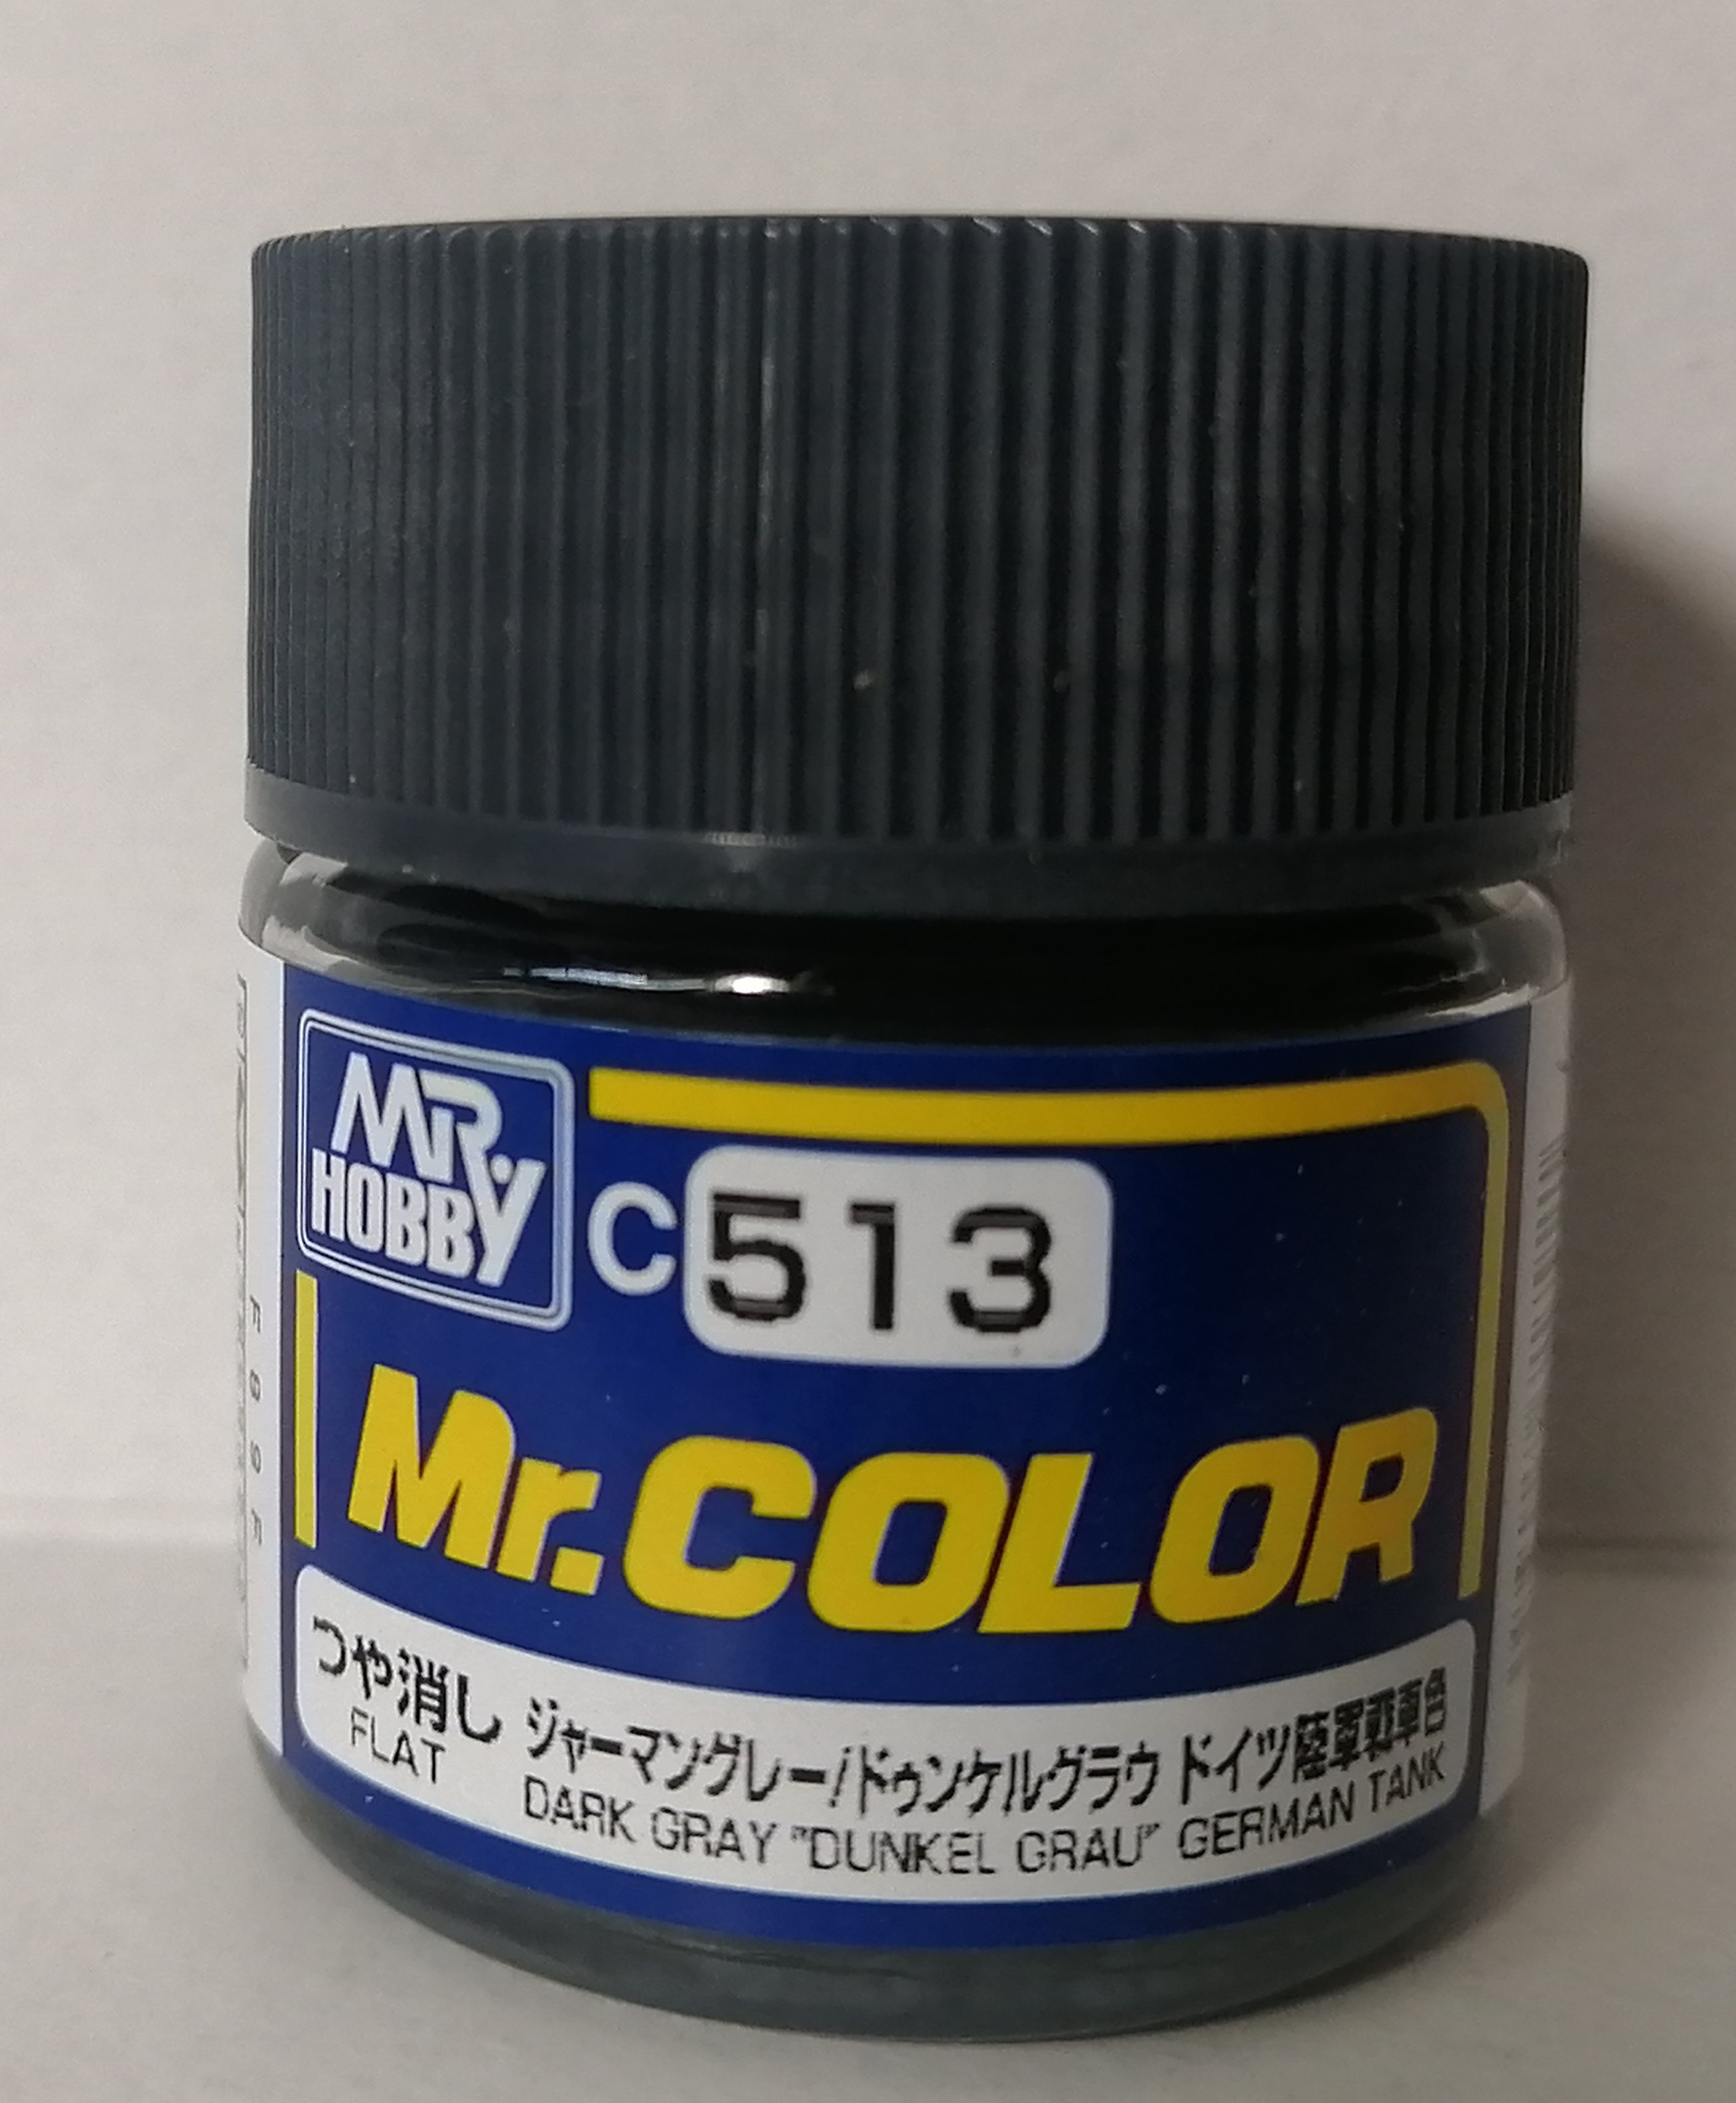 MR.
HOBBY
C 513
Mr.COLOR
つや消し ジャーマングレー/ドゥンケルグラウ ドイツ陸軍戦車色
FLAT DARK GRAY "DUNKEL GRAU" GERMAN TANK